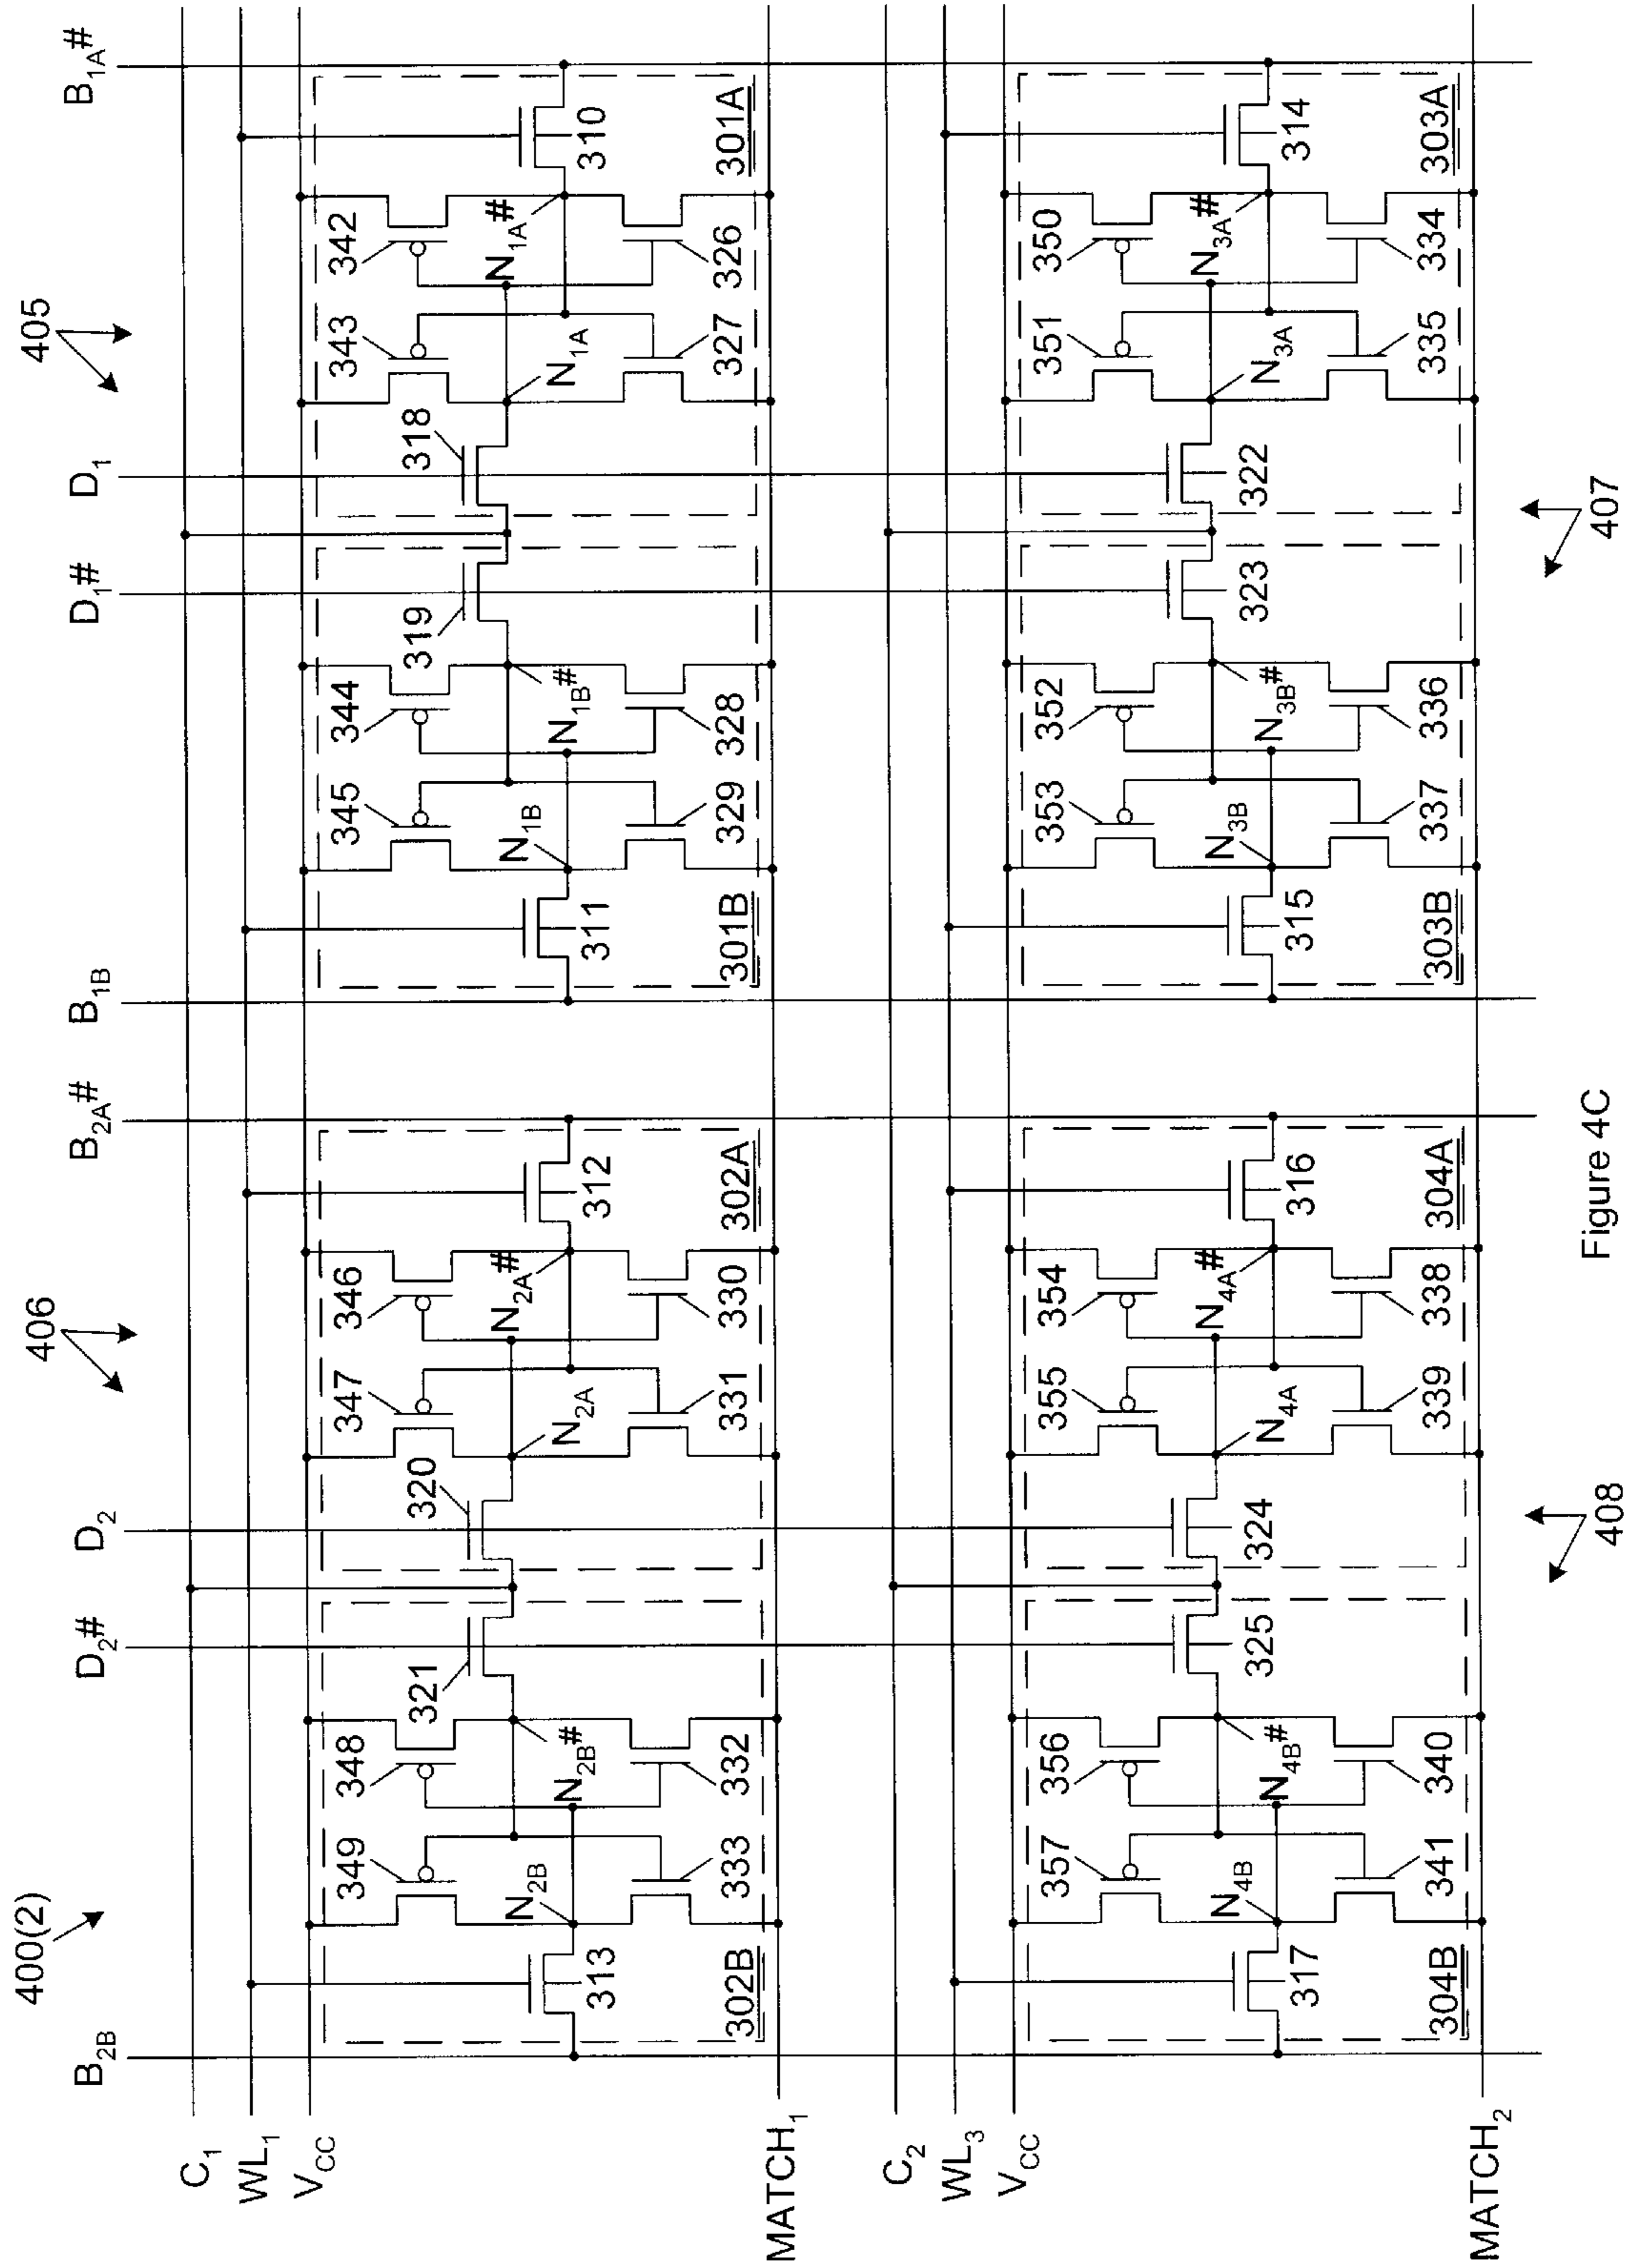 400(2)
406
405
B2B
D2#
D2
B2A#
B1B
D1#
D1
B1A#
C1
WL1
VCC
MATCH1
349
348
321
320
347
346
345
344
319
318
343
342
313
N2B
N2B#
N2A
N2A#
312
311
N1B
N1B#
N1A
N1A#
310
302B
333
332
331
330
302A
301B
329
328
327
326
301A
C2
WL3
VCC
MATCH2
357
356
355
354
353
352
351
350
317
N4B
N4B#
325
324
N4A
N4A#
316
315
N3B
N3B#
323
322
N3A
N3A#
314
304B
341
340
339
338
304A
303B
337
336
335
334
303A
408
407
Figure 4C